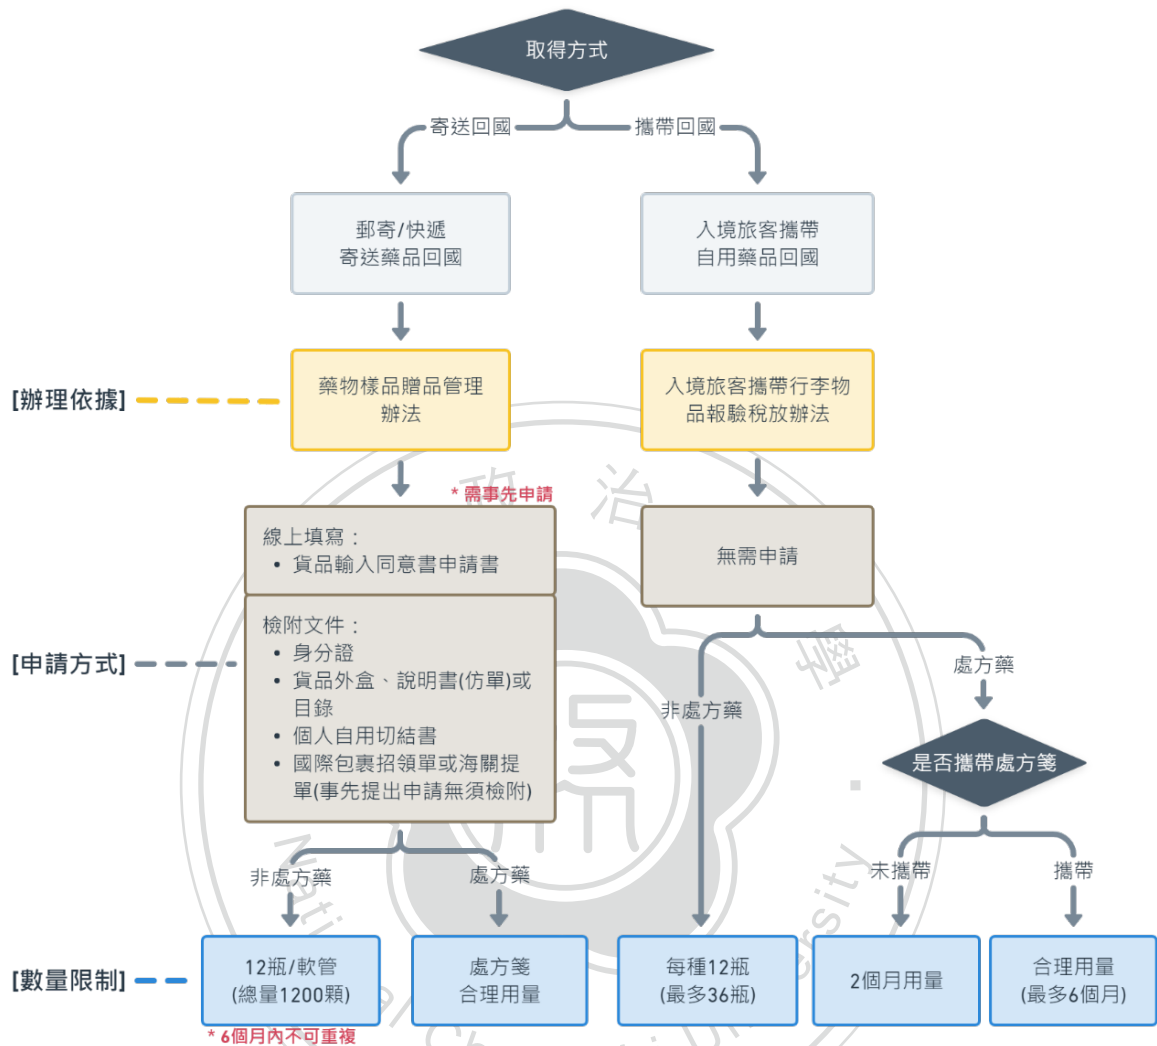 取得方式
寄送回國
攜帶回國
郵寄/快遞
寄送藥品回國
入境旅客攜帶
自用藥品回國
[辦理依據]
藥物樣品贈品管理
辦法
入境旅客攜帶行李物
品報驗稅放辦法
政治
* 需事先申請
線上填寫：
• 貨品輸入同意書申請書
無需申請
[申請方式]
檢附文件：
• 身分證
• 貨品外盒、說明書(仿單)或
目錄
• 個人自用切結書
• 國際包裹招領單或海關提
單(事先提出申請無須檢附)
學
非處方藥
處方藥
是否攜帶處方箋
非處方藥
處方藥
未攜帶
攜帶
[數量限制]
12瓶/軟管
(總量1200顆)
處方箋
合理用量
每種12瓶
(最多36瓶)
2個月用量
合理用量
(最多6個月)
* 6個月內不可重複